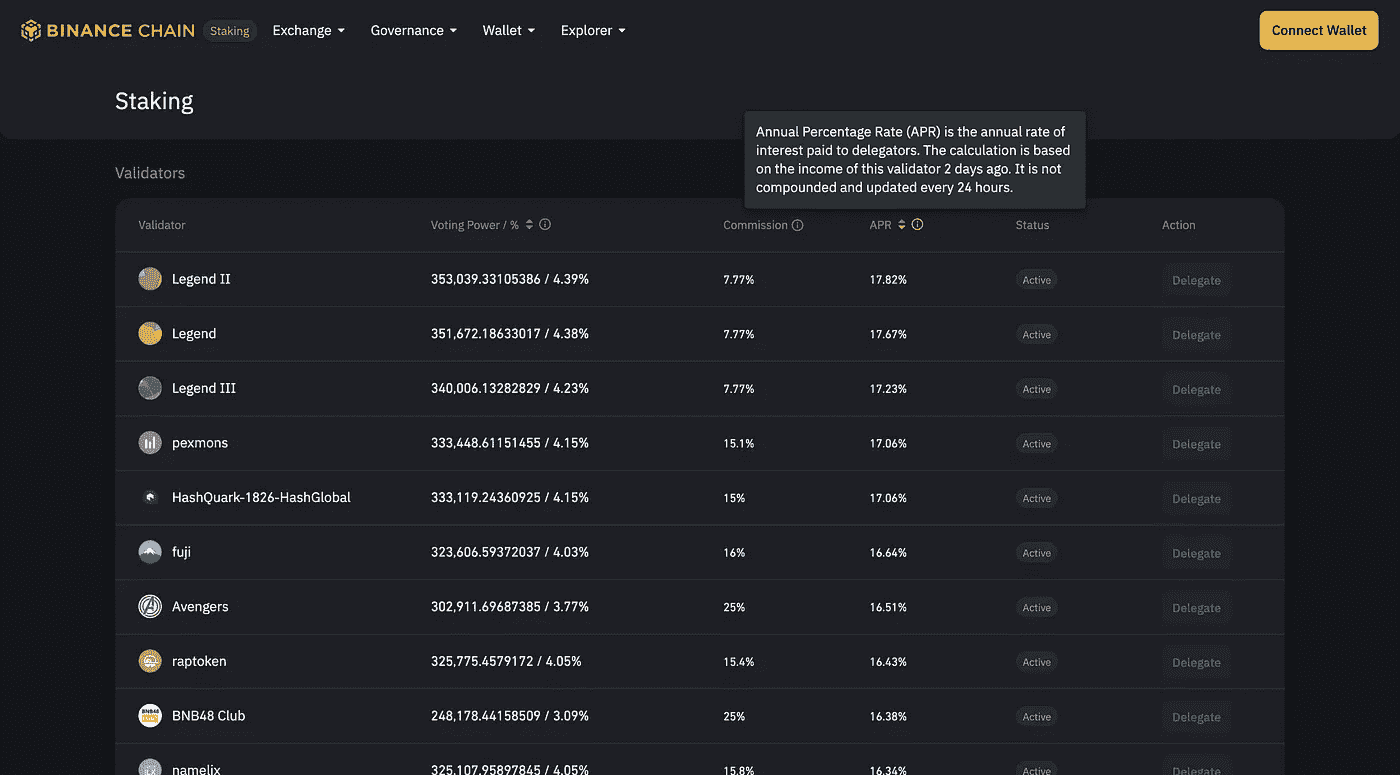 BINANCE CHAIN Staking Exchange Governance Wallet Explorer Connect Wallet
Staking
Annual Percentage Rate (APR) is the annual rate of
interest paid to delegators. The calculation is based
on the income of this validator 2 days ago. It is not
compounded and updated every 24 hours.
Validators
Validator Voting Power / % Commission APR Status Action
Legend II 353,039.33105386 / 4.39% 7.77% 17.82% Active Delegate
Legend 351,672.18633017 / 4.38% 7.77% 17.67% Active Delegate
Legend III 340,006.13282829 / 4.23% 7.77% 17.23% Active Delegate
pexmons 333,448.61151455 / 4.15% 15.1% 17.06% Active Delegate
HashQuark-1826-HashGlobal 333,119.24360925 / 4.15% 15% 17.06% Active Delegate
fuji 323,606.59372037 / 4.03% 16% 16.64% Active Delegate
Avengers 302,911.69687385 / 3.77% 25% 16.51% Active Delegate
raptoken 325,775.4579172 / 4.05% 15.4% 16.43% Active Delegate
BNB48 Club 248,178.44158509 / 3.09% 25% 16.38% Active Delegate
namelix 325,107.95897845 / 4.05% 15.8% 16.34% Active Delegate